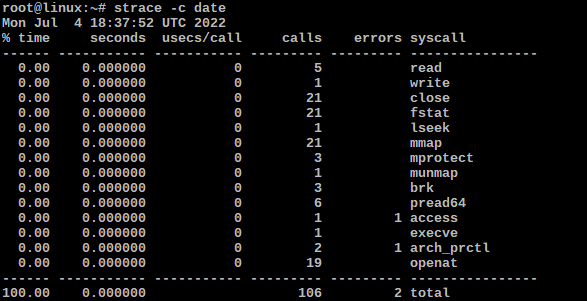 root@linux:~# strace -c date
Mon Jul  4 18:37:52 UTC 2022
% time     seconds  usecs/call     calls    errors syscall
------ ----------- ----------- --------- --------- ----------------
  0.00    0.000000           0         5           read
  0.00    0.000000           0         1           write
  0.00    0.000000           0        21           close
  0.00    0.000000           0        21           fstat
  0.00    0.000000           0         1           lseek
  0.00    0.000000           0        21           mmap
  0.00    0.000000           0         3           mprotect
  0.00    0.000000           0         1           munmap
  0.00    0.000000           0         3           brk
  0.00    0.000000           0         6           pread64
  0.00    0.000000           0         1         1 access
  0.00    0.000000           0         1           execve
  0.00    0.000000           0         2         1 arch_prctl
  0.00    0.000000           0        19           openat
------ ----------- ----------- --------- --------- ----------------
100.00    0.000000                   106         2 total